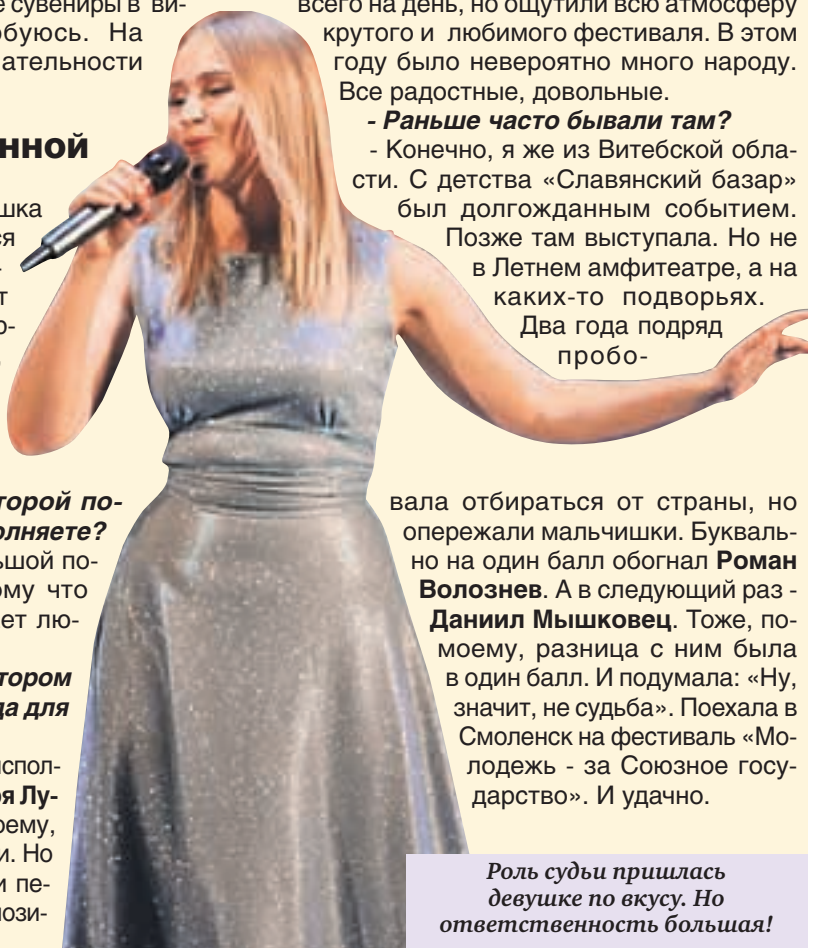 е сувениры в ви-
буюсь. На
ательности
нной
шка
ся
-
т
о-
торой по-
олняете?
ьшой по-
ому что
ет лю-
тором
да для
испол-
ря Лу-
оему,
и. Но
и пе-
пози-
всего на день, но ощутили всю атмосферу
крутого и любимого фестиваля. В этом
году было невероятно много народу.
Все радостные, довольные.
- Раньше часто бывали там?
- Конечно, я же из Витебской обла-
сти. С детства «Славянский базар»
был долгожданным событием.
Позже там выступала. Но не
в Летнем амфитеатре, а на
каких-то подворьях.
Два года подряд
пробо-
вала отбираться от страны, но
опережали мальчишки. Букваль-
но на один балл обогнал Роман
Волознев. А в следующий раз -
Даниил Мышковец. Тоже, по-
моему, разница с ним была
в один балл. И подумала: «Ну,
значит, не судьба». Поехала в
Смоленск на фестиваль «Мо-
лодежь - за Союзное госу-
дарство». И удачно.
Роль судьи пришлась
девушке по вкусу. Но
ответственность большая!